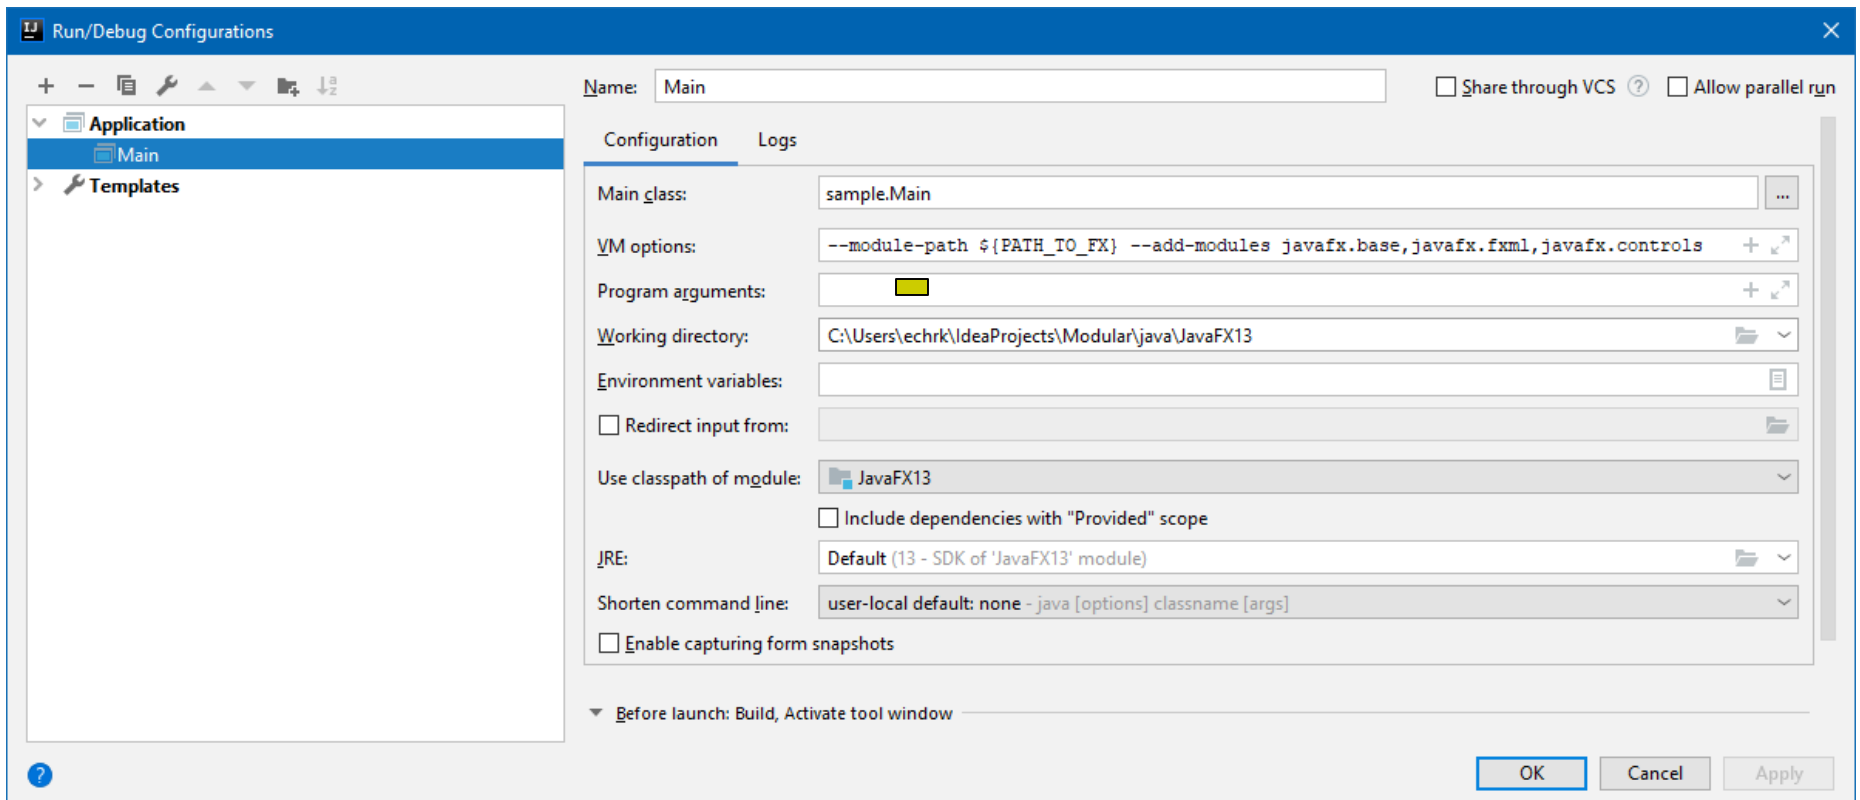 Run/Debug Configurations
Name: Main Share through VCS ? Allow parallel run
Application
Main
Templates
Configuration Logs
Main class: sample.Main ...
VM options: --module-path ${PATH_TO_FX} --add-modules javafx.base,javafx.fxml,javafx.controls
Program arguments:
Working directory: C:\Users\echrk\IdeaProjects\Modular\java\JavaFX13
Environment variables:
Redirect input from:
Use classpath of module: JavaFX13
Include dependencies with "Provided" scope
JRE: Default (13 - SDK of 'JavaFX13' module)
Shorten command line: user-local default: none - java [options] classname [args]
Enable capturing form snapshots
Before launch: Build, Activate tool window
? OK Cancel Apply